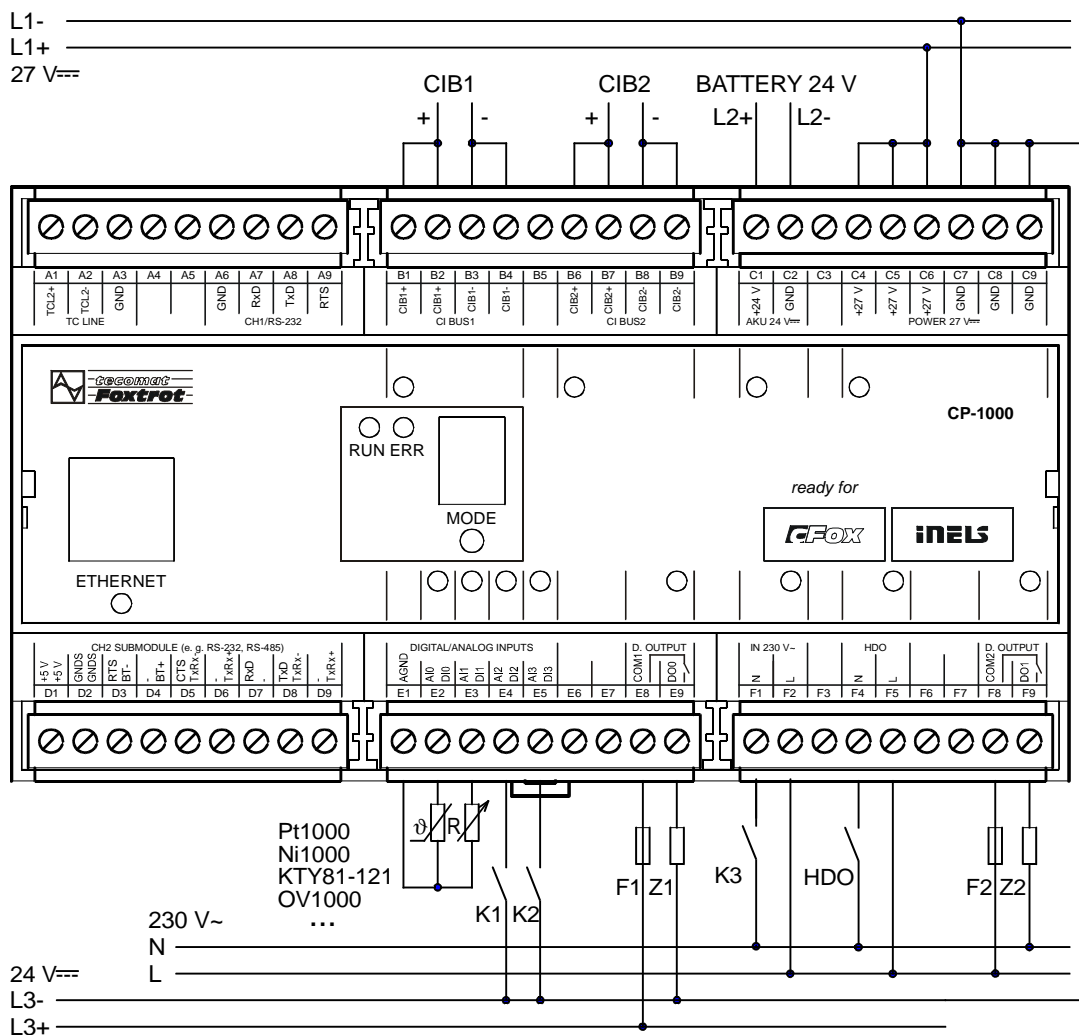 L1-
L1+
27 V⎓
CIB1 CIB2 BATTERY 24 V
+ - + - L2+ L2-
A1 A2 A3 A4 A5 A6 A7 A8 A9 B1 B2 B3 B4 B5 B6 B7 B8 B9 C1 C2 C3 C4 C5 C6 C7 C8 C9
TCL2+ TCL2- GND GND RxD TxD RTS CIB1+ CIB1+ CIB1- CIB1- CIB2+ CIB2+ CIB2- CIB2- +24 V GND +27 V +27 V +27 V GND GND GND
TC LINE CH1/RS-232 CI BUS1 CI BUS2 AKU 24 V⎓ POWER 27 V⎓
tecomat
Foxtrot
CP-1000
RUN ERR
MODE
ready for
CFox iNELS
ETHERNET
CH2 SUBMODULE (e. g. RS-232, RS-485) DIGITAL/ANALOG INPUTS D. OUTPUT IN 230 V~ HDO D. OUTPUT
+5 V GNDS RTS - CTS - RxD TxD -
+5 V GNDS BT- BT+ TxRx- TxRx+ - TxRx- TxRx+
AGND AI0 AI1 AI2 AI3 COM1 DO0 N L N L COM2 DO1
DI0 DI1 DI2 DI3
D1 D2 D3 D4 D5 D6 D7 D8 D9 E1 E2 E3 E4 E5 E6 E7 E8 E9 F1 F2 F3 F4 F5 F6 F7 F8 F9
ϑ R
Pt1000
Ni1000
KTY81-121
OV1000
...
K1 K2 F1 Z1 K3 HDO F2 Z2
230 V~
N
L
24 V⎓
L3-
L3+